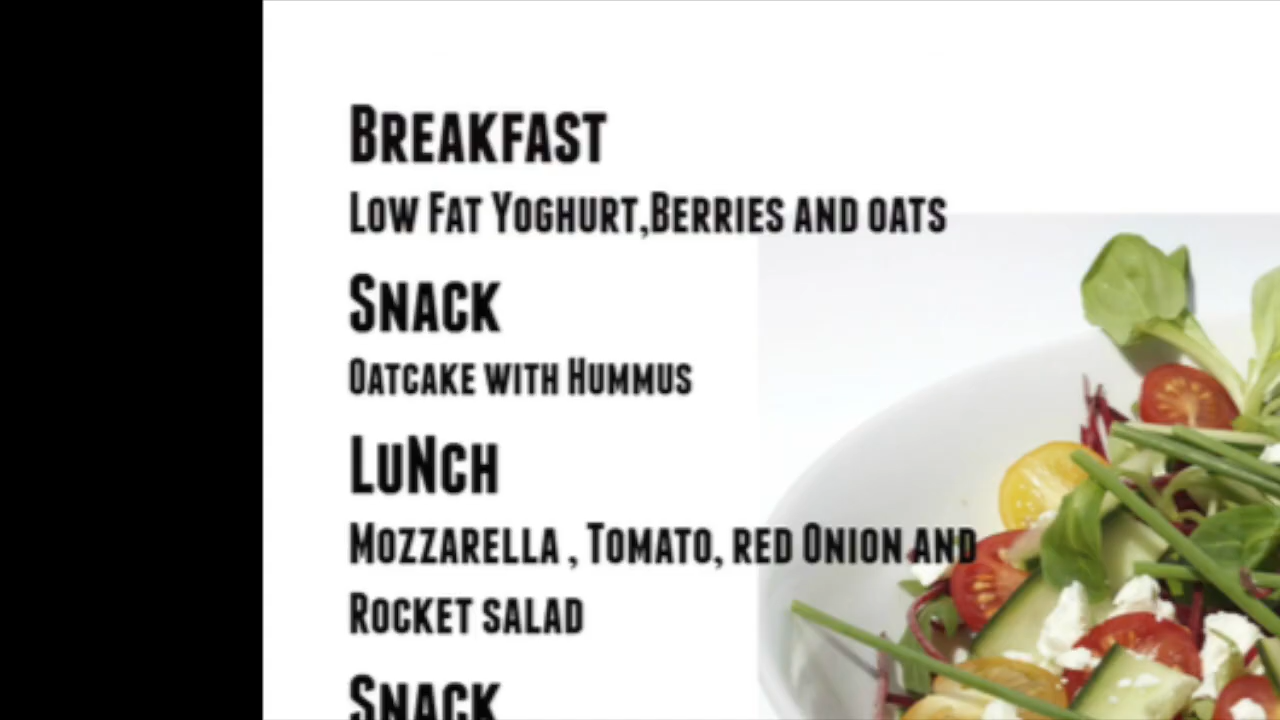 Breakfast
Low Fat Yoghurt,Berries and oats
Snack
Oatcake with Hummus
LuNch
Mozzarella , Tomato, red Onion and
Rocket salad
Snack